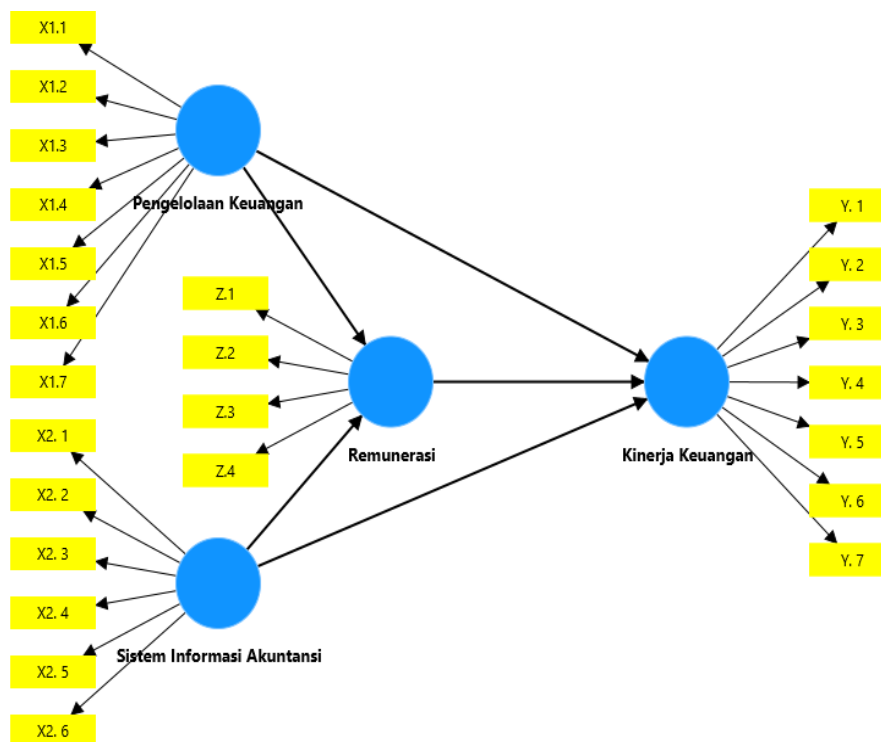 X1.1
X1.2
X1.3
X1.4
X1.5
X1.6
X1.7
Pengelolaan Keuangan
X2. 1
X2. 2
X2. 3
X2. 4
X2. 5
X2. 6
Sistem Informasi Akuntansi
Z.1
Z.2
Z.3
Z.4
Remunerasi
Kinerja Keuangan
Y. 1
Y. 2
Y. 3
Y. 4
Y. 5
Y. 6
Y. 7